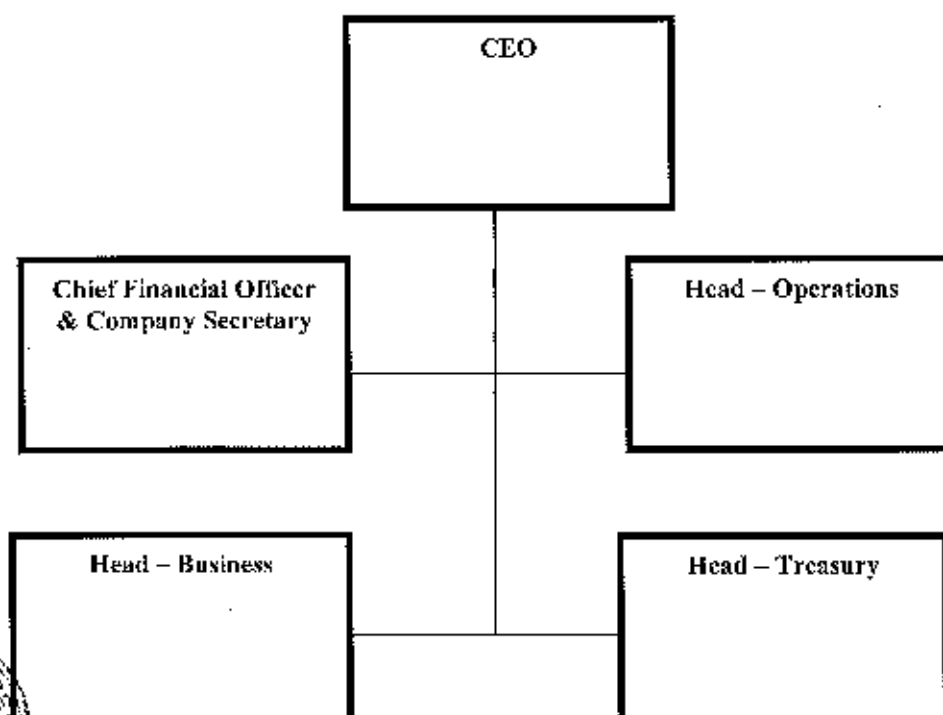 CEO
Chief Financial Officer
& Company Secretary
Head – Operations
Head – Business
Head – Treasury